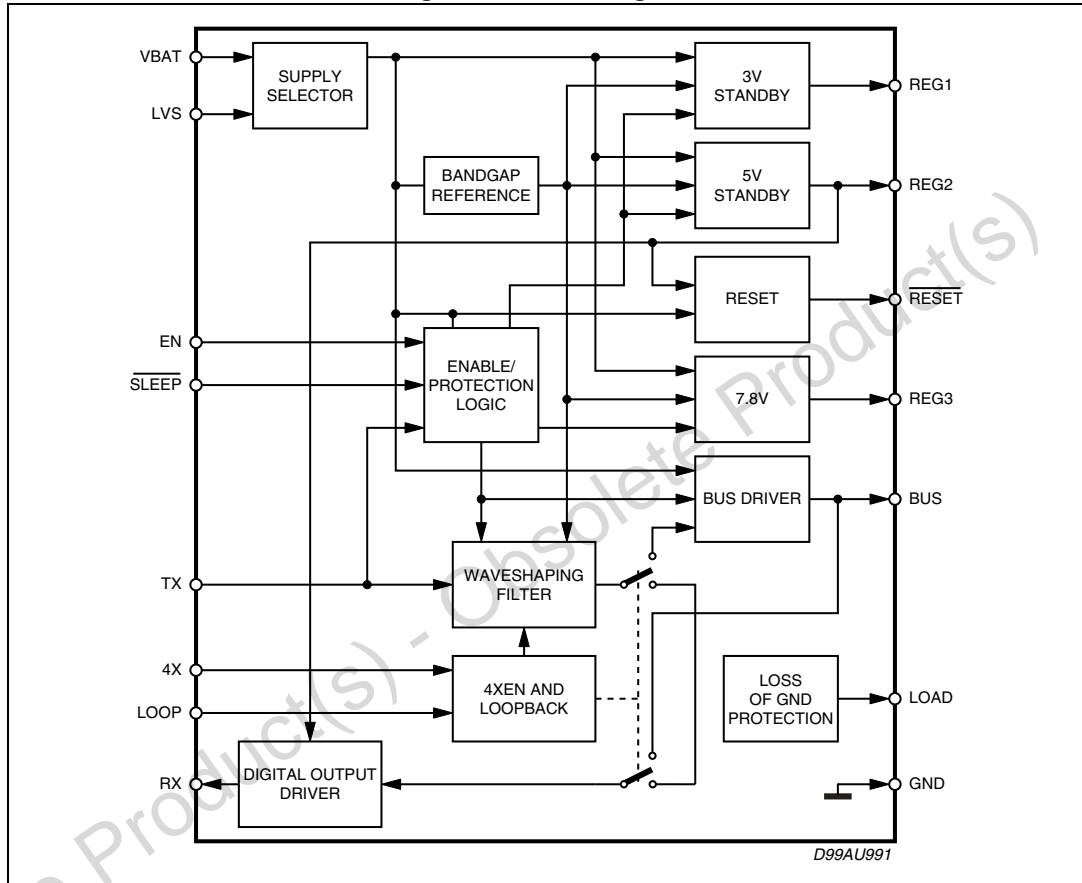 VBAT
LVS
SUPPLY
SELECTOR
3V
STANDBY
REG1
BANDGAP
REFERENCE
5V
STANDBY
REG2
RESET
RESET
EN
SLEEP
ENABLE/
PROTECTION
LOGIC
7.8V
REG3
BUS DRIVER
BUS
TX
WAVESHAPING
FILTER
4X
LOOP
4XEN AND
LOOPBACK
LOSS
OF GND
PROTECTION
LOAD
RX
DIGITAL OUTPUT
DRIVER
GND
D99AU991
Product(s) - Obsolete Product(s)